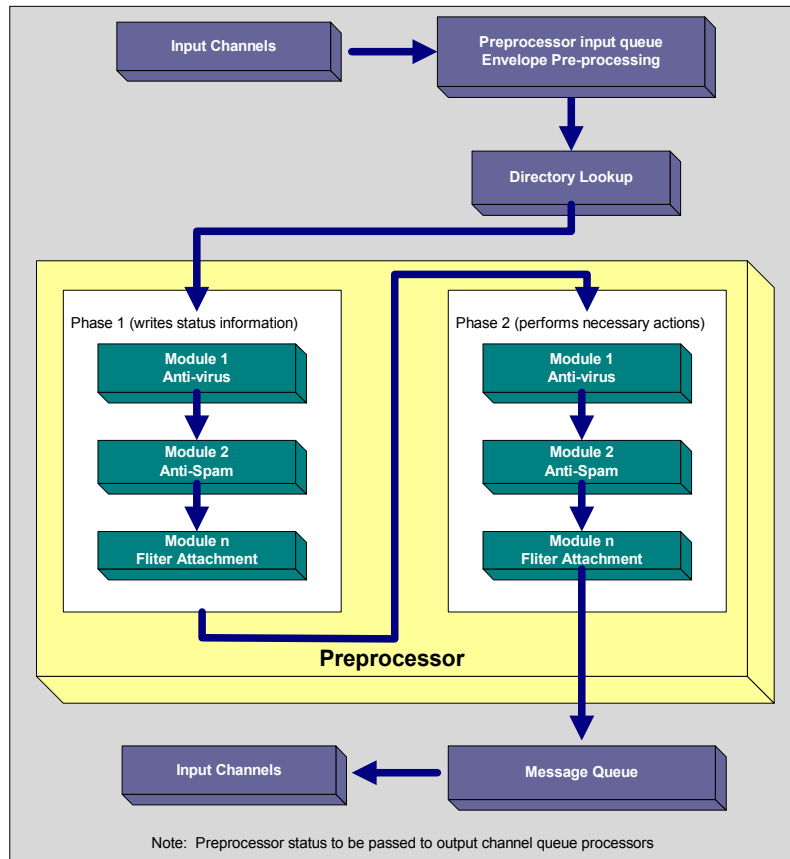 Input Channels
Preprocessor input queue
Envelope Pre-processing
Directory Lookup
Phase 1 (writes status information)
Module 1
Anti-virus
Module 2
Anti-Spam
Module n
Fliter Attachment
Phase 2 (performs necessary actions)
Module 1
Anti-virus
Module 2
Anti-Spam
Module n
Fliter Attachment
Preprocessor
Input Channels
Message Queue
Note:  Preprocessor status to be passed to output channel queue processors